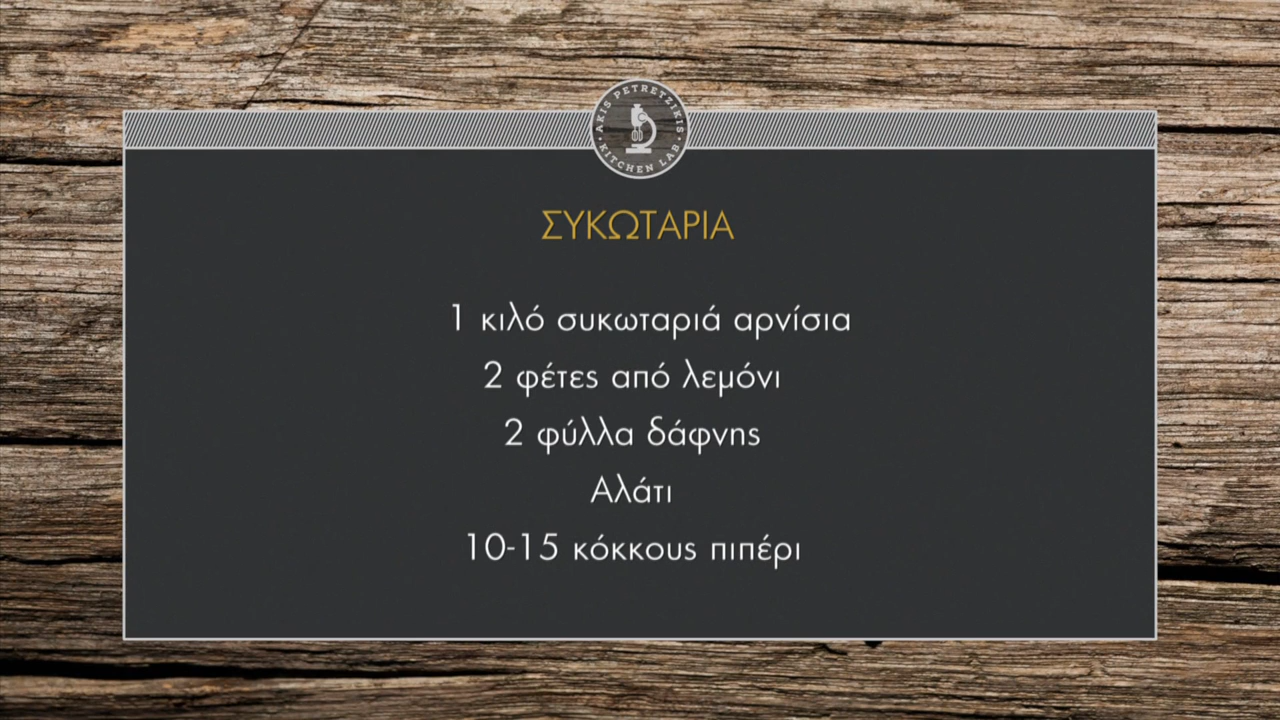 AKIS PETRETZIKIS
KITCHEN LAB
ΣΥΚΩΤΑΡΙΑ
1 κιλό συκωταριά αρνίσια
2 φέτες από λεμόνι
2 φύλλα δάφνης
Αλάτι
10-15 κόκκους πιπέρι